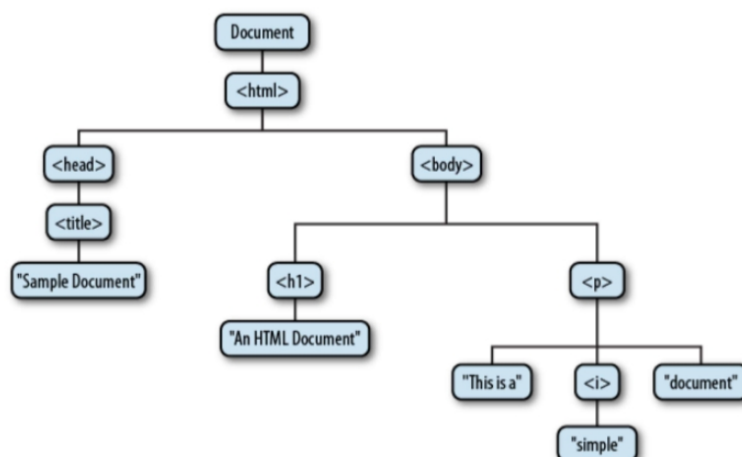 Document
<html>
<head>
<body>
<title>
"Sample Document"
<h1>
<p>
"An HTML Document"
"This is a"
<i>
"document"
"simple"